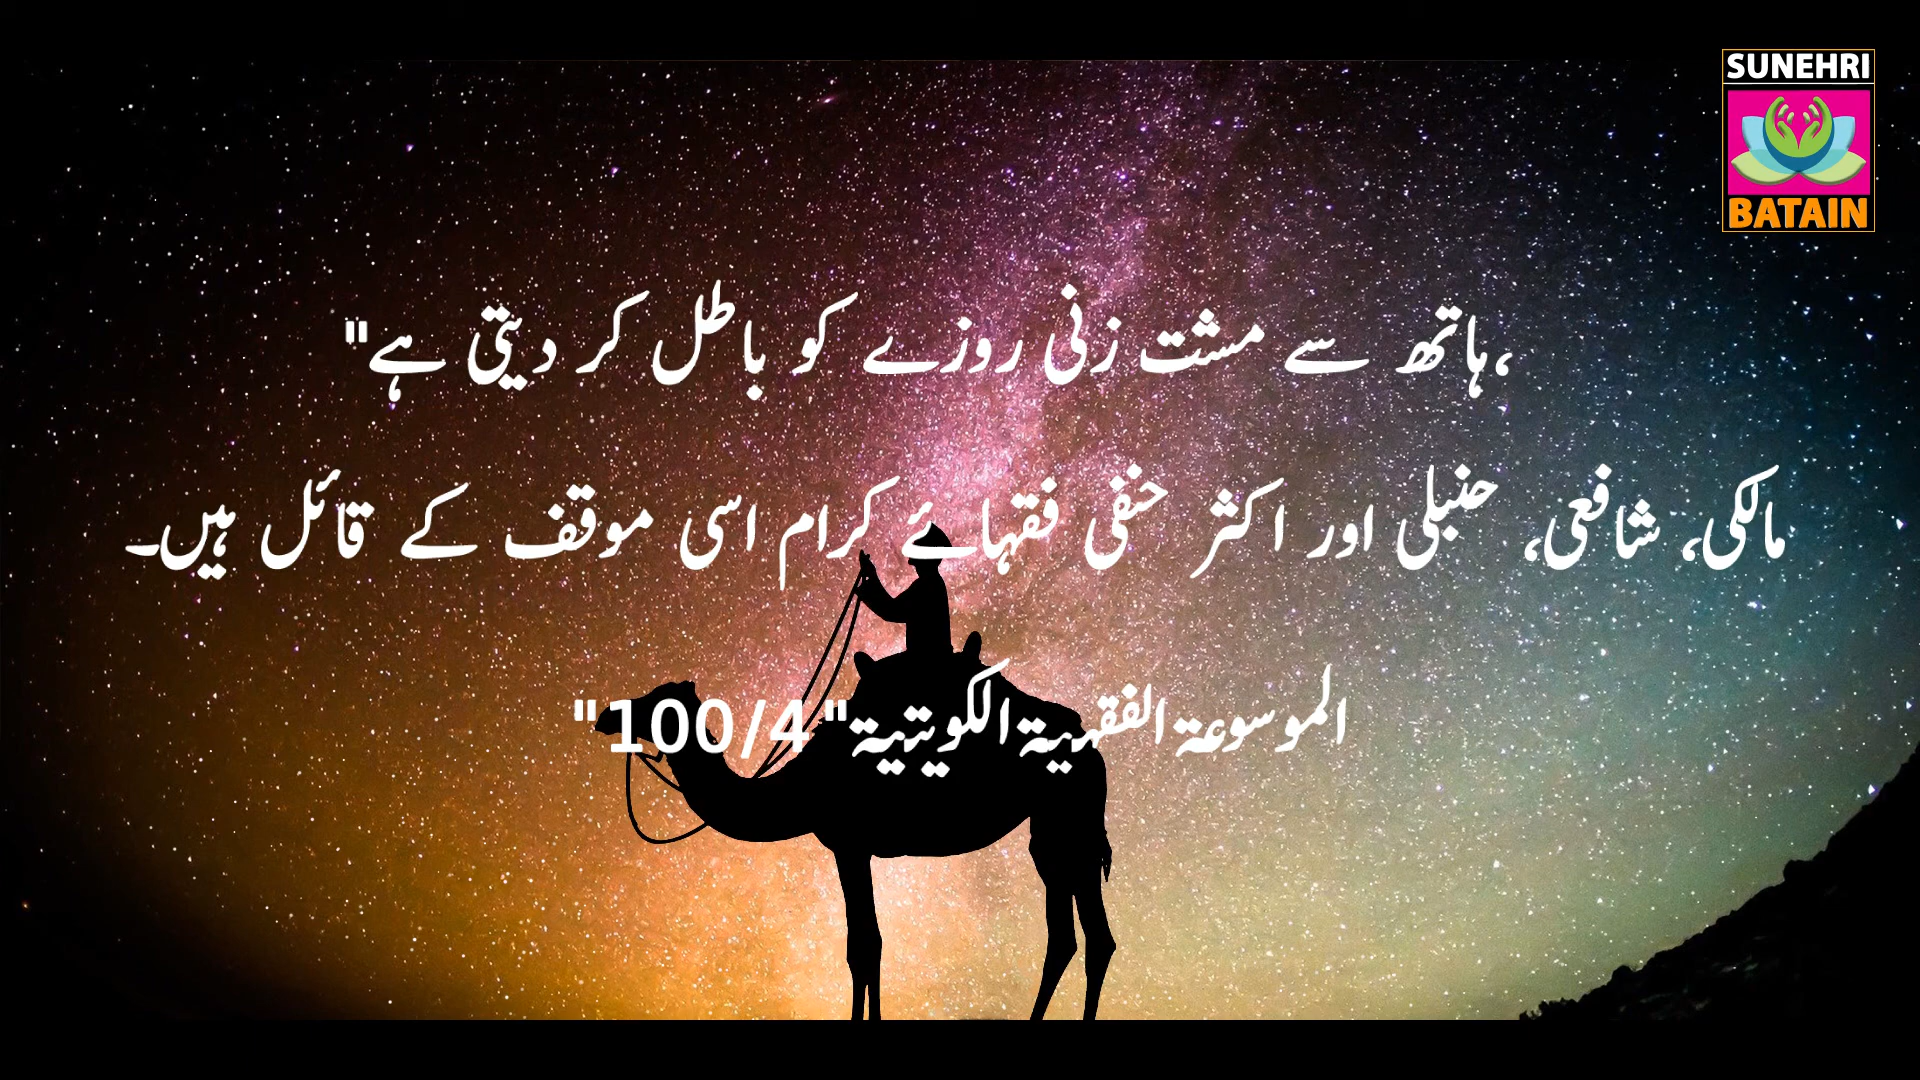 SUNEHRI
BATAIN
"ہاتھ سے مشت زنی روزے کو باطل کر دیتی ہے،
مالکی، شافعی، حنبلی اور اکثر حنفی فقہائے کرام اسی موقف کے قائل ہیں۔
الموسوعة الفقهية الكويتية" 100/4"